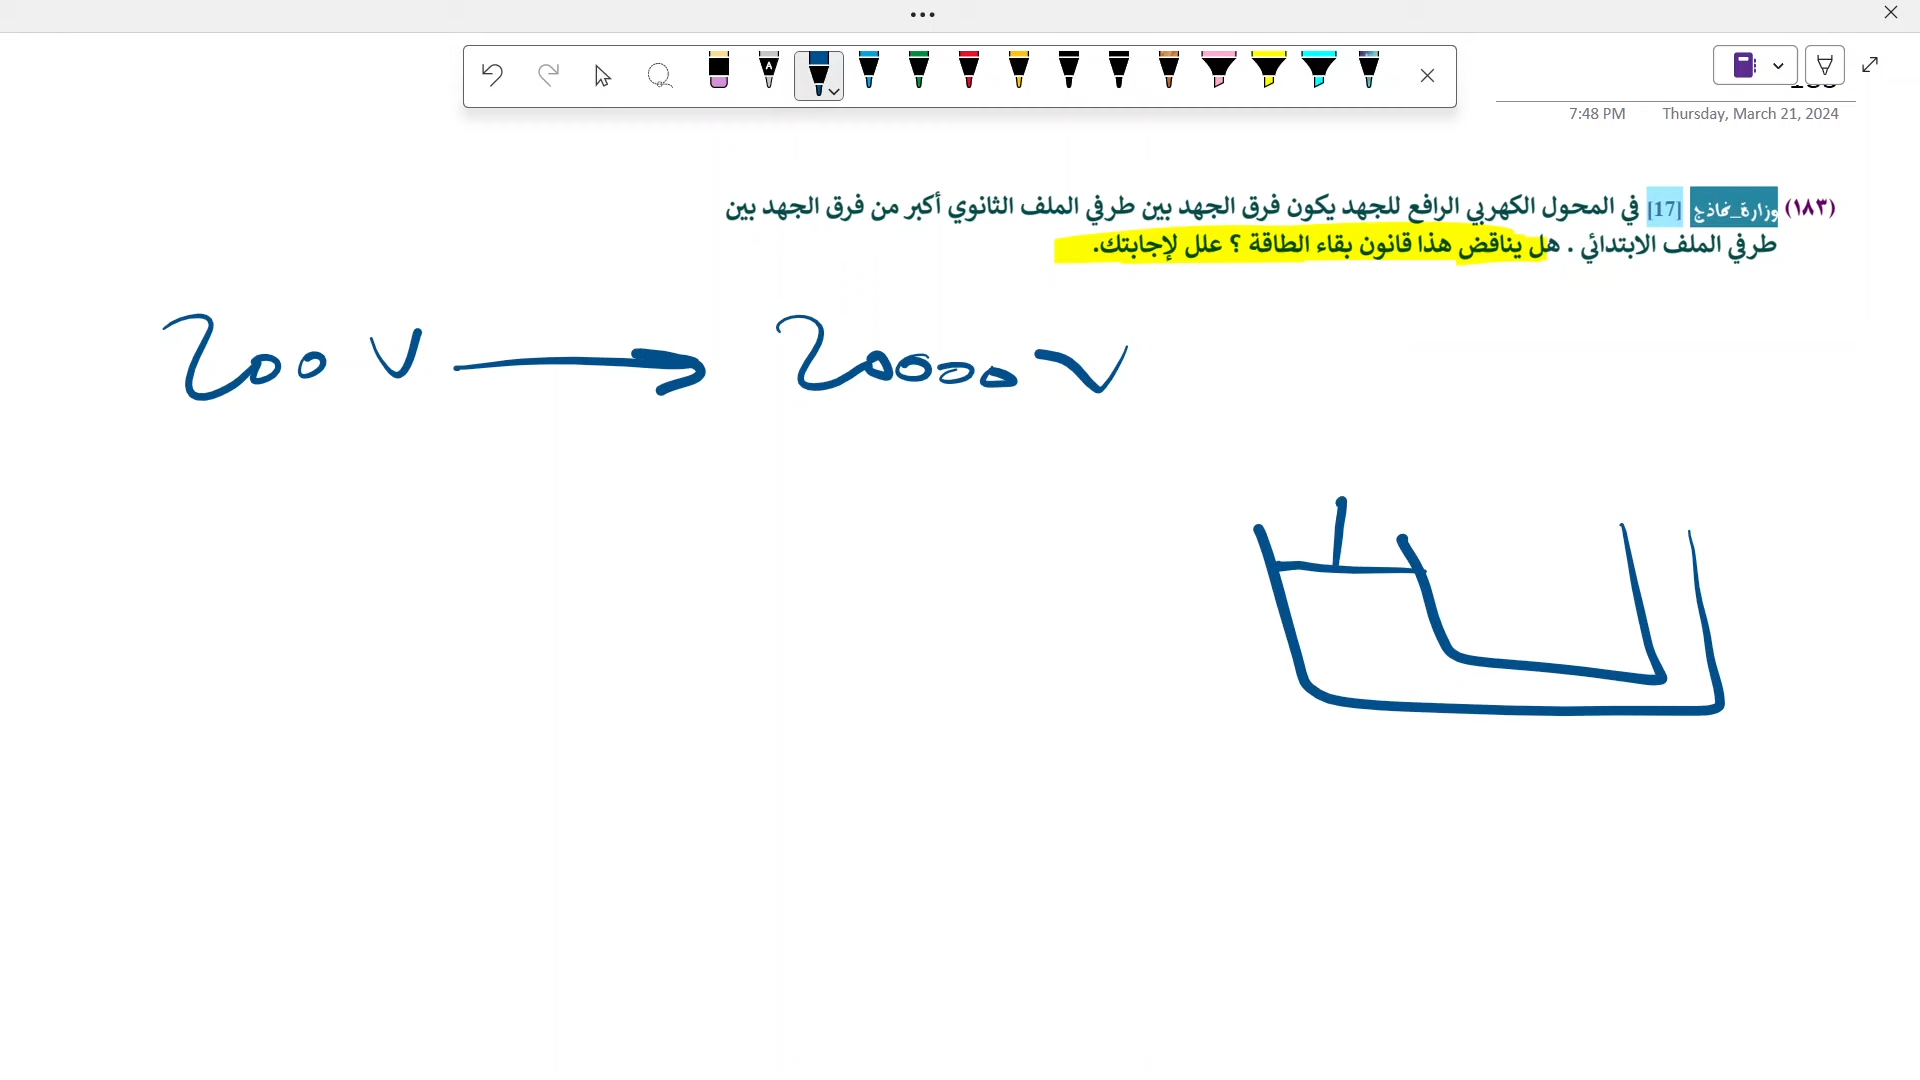 7:48 PM Thursday, March 21, 2024
(١٨٣) وزارة_نماذج [17] في المحول الكهربي الرافع للجهد يكون فرق الجهد بين طرفي الملف الثانوي أكبر من فرق الجهد بين
طرفي الملف الابتدائي . هل يناقض هذا قانون بقاء الطاقة ؟ علل لإجابتك.
200 V 20000 V